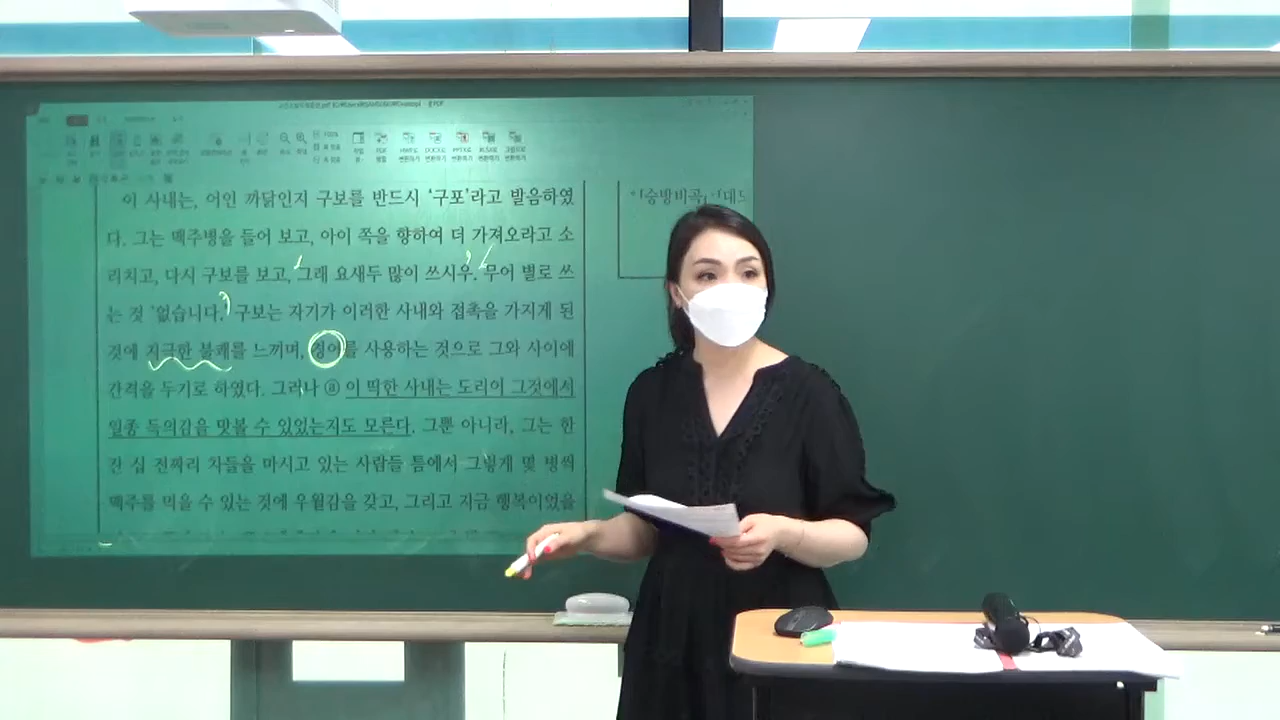 이 사내는, 어인 까닭인지 구보를 반드시 '구포'라고 발음하였
다. 그는 맥주병을 들어 보고, 아이 쪽을 향하여 더 가져오라고 소
리치고, 다시 구보를 보고, 그래 요새두 많이 쓰시우. 무어 별로 쓰
는 것 '없습니다.' 구보는 자기가 이러한 사내와 접촉을 가지게 된
것에 지극한 불쾌를 느끼며, 경어를 사용하는 것으로 그와 사이에
간격을 두기로 하였다. 그러나 ⓐ 이 딱한 사내는 도리어 그것에서
일종 득의감을 맛볼 수 있었는지도 모른다. 그뿐 아니라, 그는 한
잔 십 전짜리 차들을 마시고 있는 사람들 틈에서 그렇게 몇 병씩
맥주를 먹을 수 있는 것에 우월감을 갖고, 그리고 지금 행복이었을
*「승방비곡」·「대도